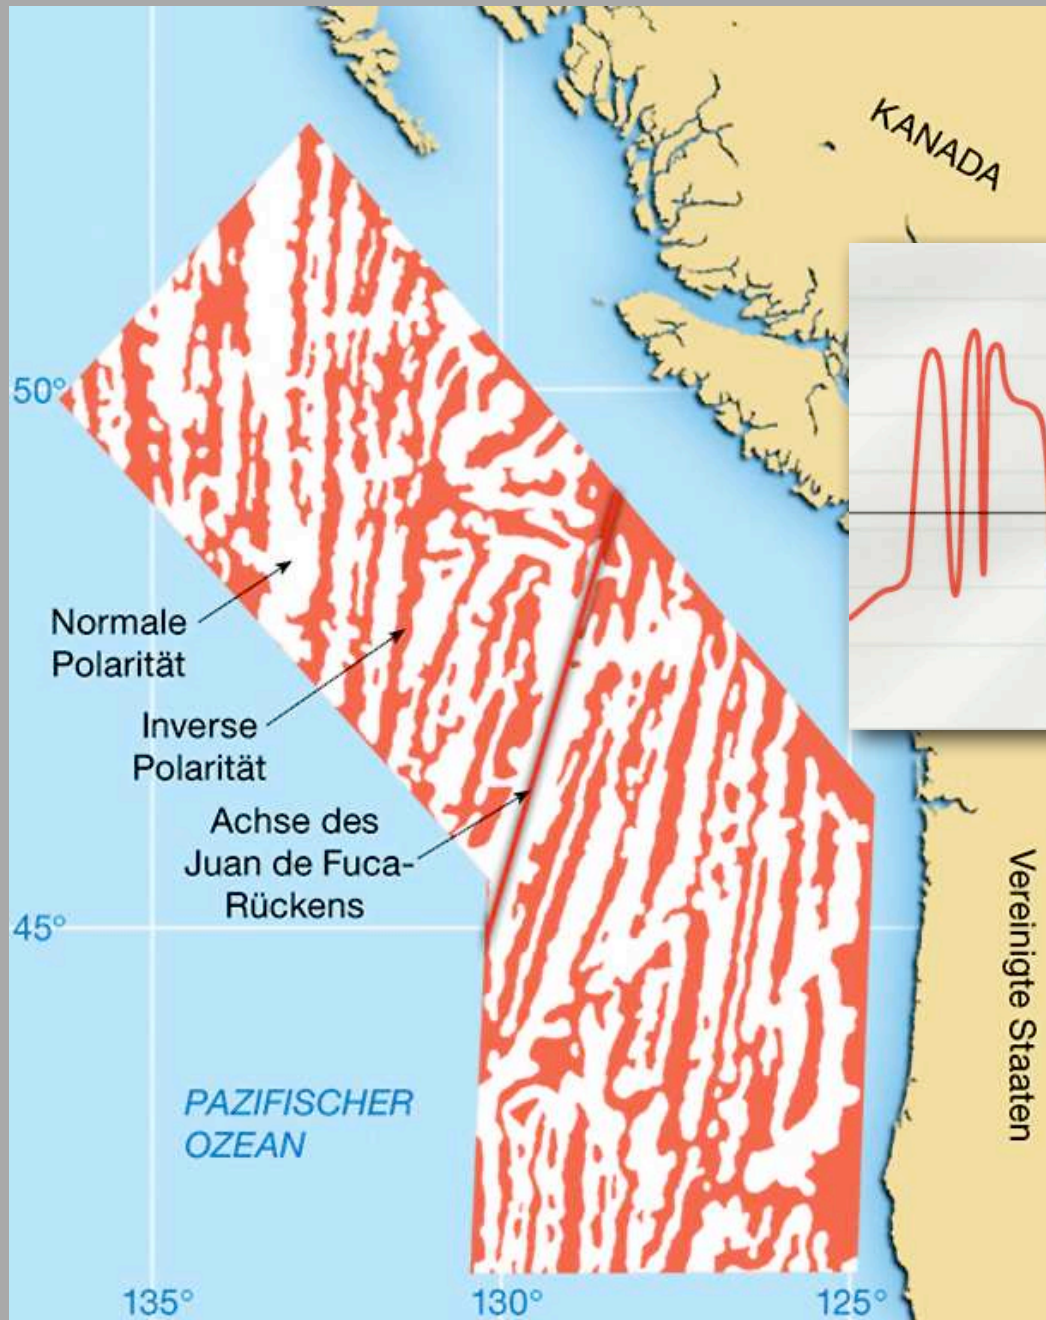 KANADA
50°
Normale
Polarität
Inverse
Polarität
Achse des
Juan de Fuca-
Rückens
45°
Vereinigte Staaten
PAZIFISCHER
OZEAN
135°
130°
125°